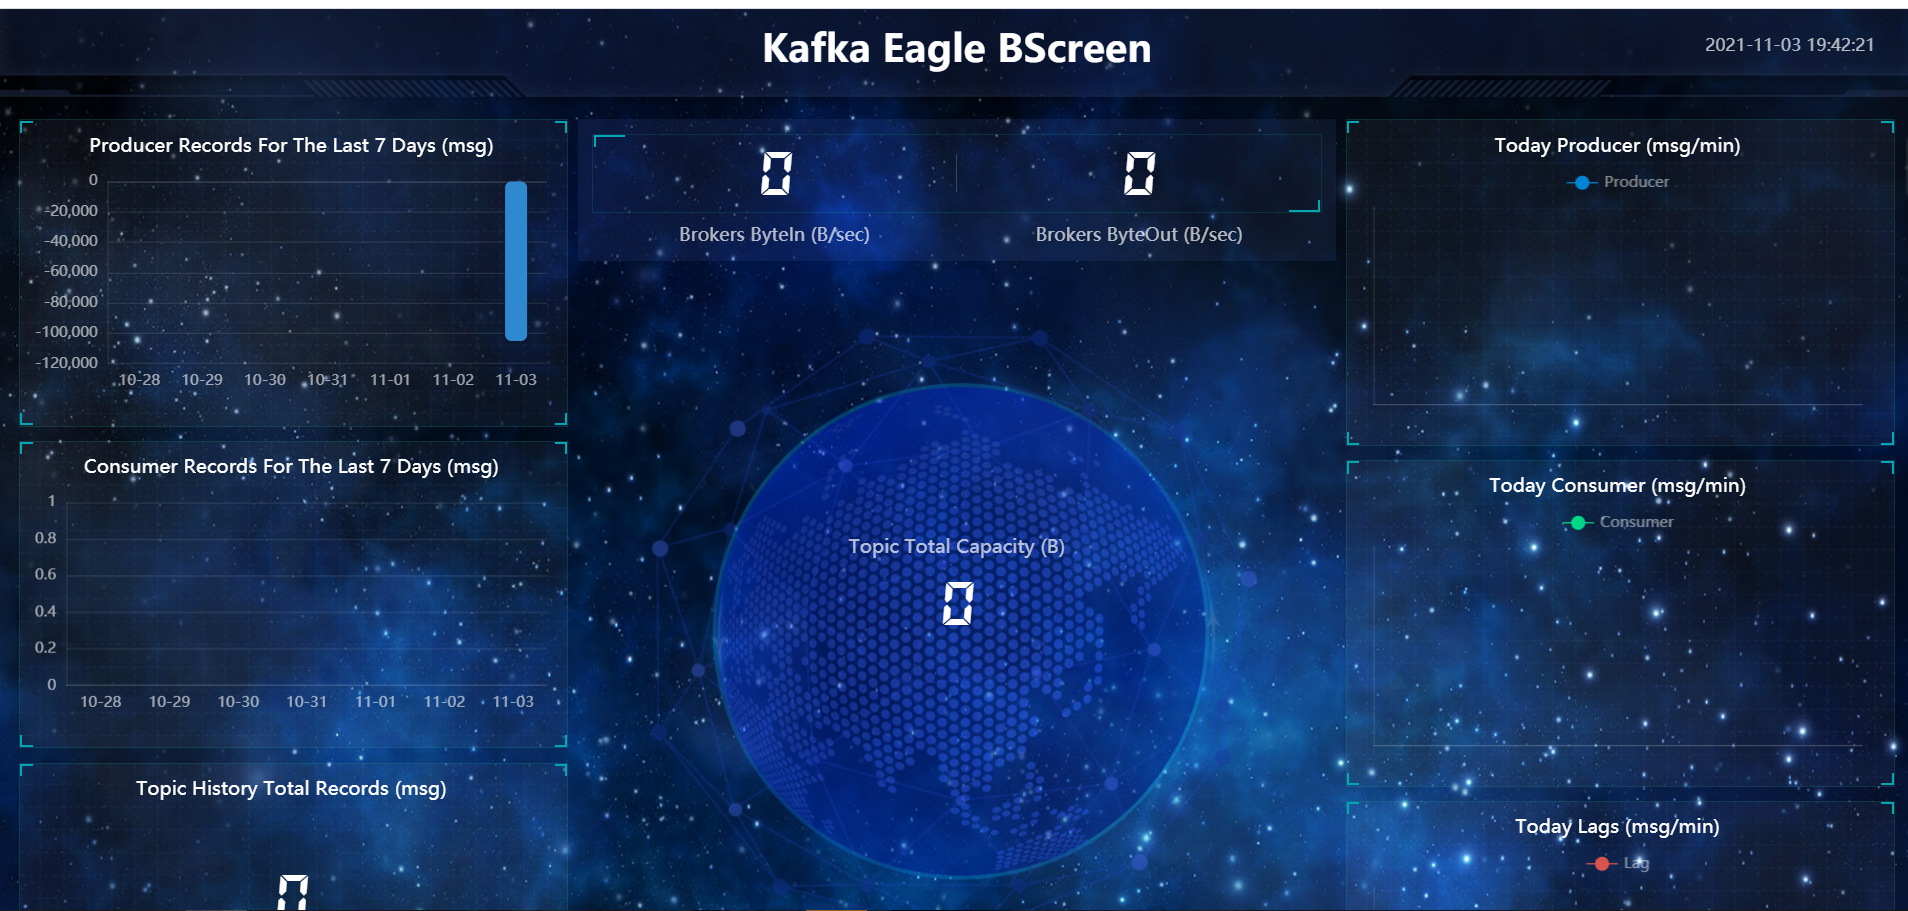 Kafka Eagle BScreen
2021-11-03 19:42:21
Producer Records For The Last 7 Days (msg)
0
-20,000
-40,000
-60,000
-80,000
-100,000
-120,000
10-28 10-29 10-30 10-31 11-01 11-02 11-03
Consumer Records For The Last 7 Days (msg)
1
0.8
0.6
0.4
0.2
0
10-28 10-29 10-30 10-31 11-01 11-02 11-03
Topic History Total Records (msg)
0
0 0
Brokers ByteIn (B/sec) Brokers ByteOut (B/sec)
Topic Total Capacity (B)
0
Today Producer (msg/min)
Producer
Today Consumer (msg/min)
Consumer
Today Lags (msg/min)
Lag